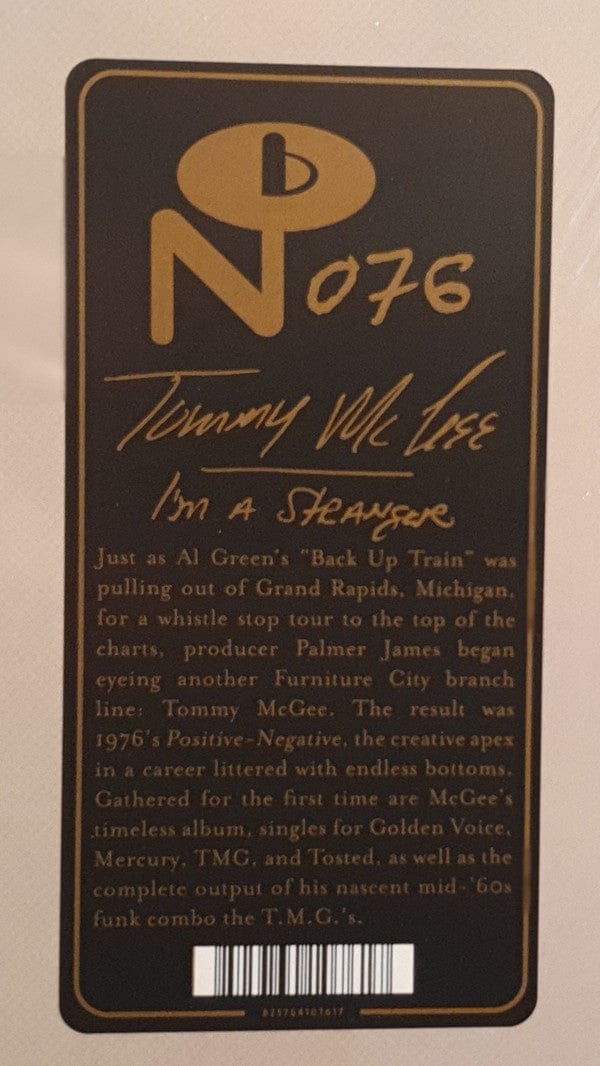 b
N 076
Tommy McGee
I'm A Stranger
Just as Al Green's "Back Up Train" was
pulling out of Grand Rapids, Michigan,
for a whistle stop tour to the top of the
charts, producer Palmer James began
eyeing another Furniture City branch
line: Tommy McGee. The result was
1976's Positive-Negative, the creative apex
in a career littered with endless bottoms.
Gathered for the first time are McGee's
timeless album, singles for Golden Voice,
Mercury, TMG, and Tosted, as well as the
complete output of his nascent mid-'60s
funk combo the T.M.G.'s.
825764107617